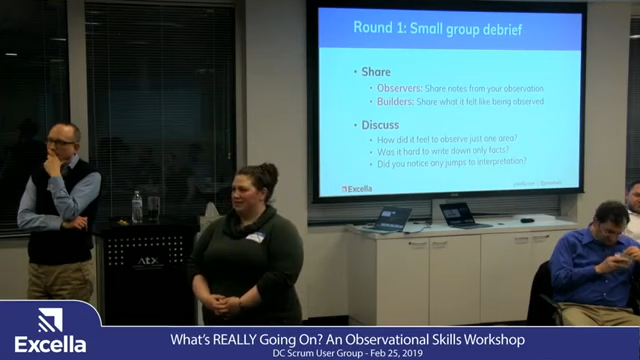 Round 1: Small group debrief
• Share
• Observers: Share notes from your observation
• Builders: Share what it felt like being observed
• Discuss
• How did it feel to observe just one area?
• Was it hard to write down only facts?
• Did you notice any jumps to interpretation?
Excella
AtX
Excella
What's REALLY Going On? An Observational Skills Workshop
DC Scrum User Group - Feb 25, 2019